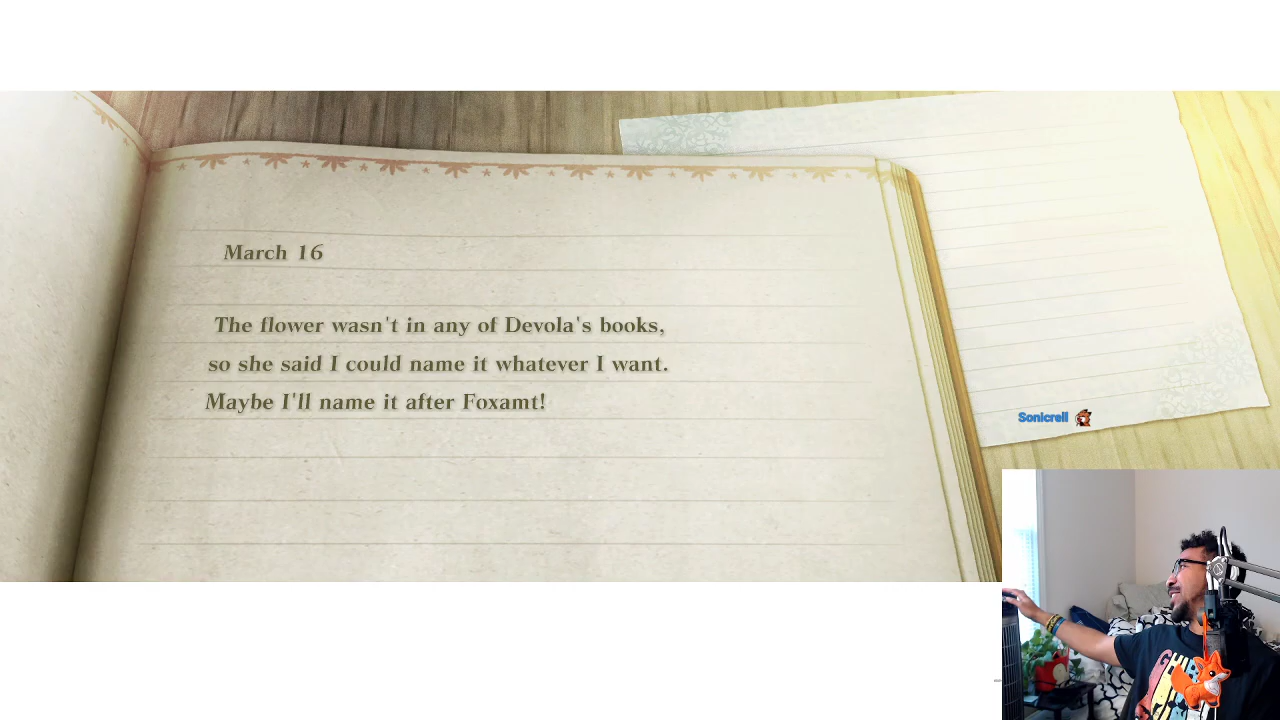 March 16
The flower wasn't in any of Devola's books,
so she said I could name it whatever I want.
Maybe I'll name it after Foxamt!
Sonicrell